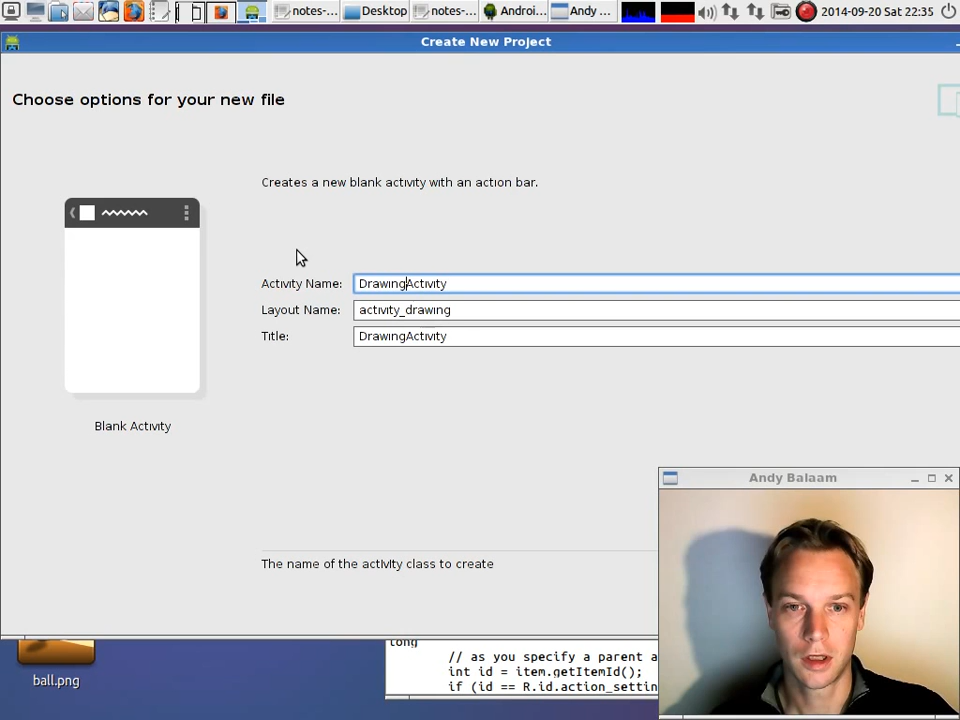 notes-...
Desktop
notes-...
Androi...
Andy ...
2014-09-20 Sat 22:35
Create New Project
Choose options for your new file
Creates a new blank activity with an action bar.
Activity Name: DrawingActivity
Layout Name: activity_drawing
Title: DrawingActivity
Blank Activity
Andy Balaam
The name of the activity class to create
long
// as you specify a parent a
int id = item.getItemId();
if (id == R.id.action_settin
ball.png